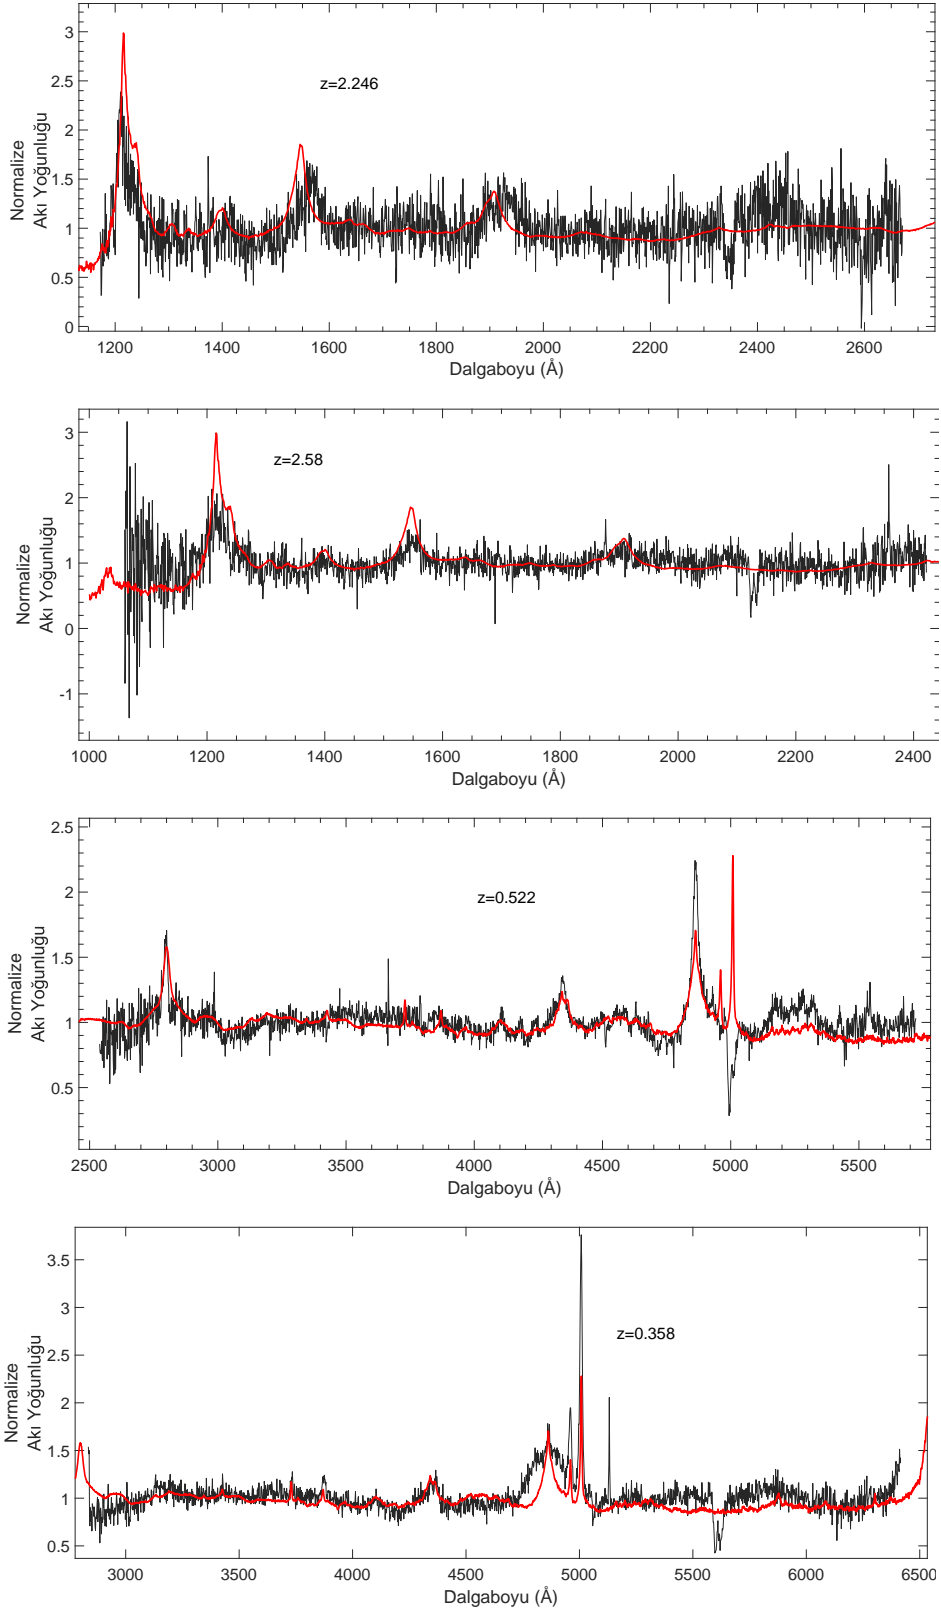 3
2.5
2
1.5
1
0.5
0
Normalize
Akı Yoğunluğu
z=2.246
1200 1400 1600 1800 2000 2200 2400 2600
Dalgaboyu (Å)
3
2
1
0
-1
Normalize
Akı Yoğunluğu
z=2.58
1000 1200 1400 1600 1800 2000 2200 2400
Dalgaboyu (Å)
2.5
2
1.5
1
0.5
Normalize
Akı Yoğunluğu
z=0.522
2500 3000 3500 4000 4500 5000 5500
Dalgaboyu (Å)
3.5
3
2.5
2
1.5
1
0.5
Normalize
Akı Yoğunluğu
z=0.358
3000 3500 4000 4500 5000 5500 6000 6500
Dalgaboyu (Å)